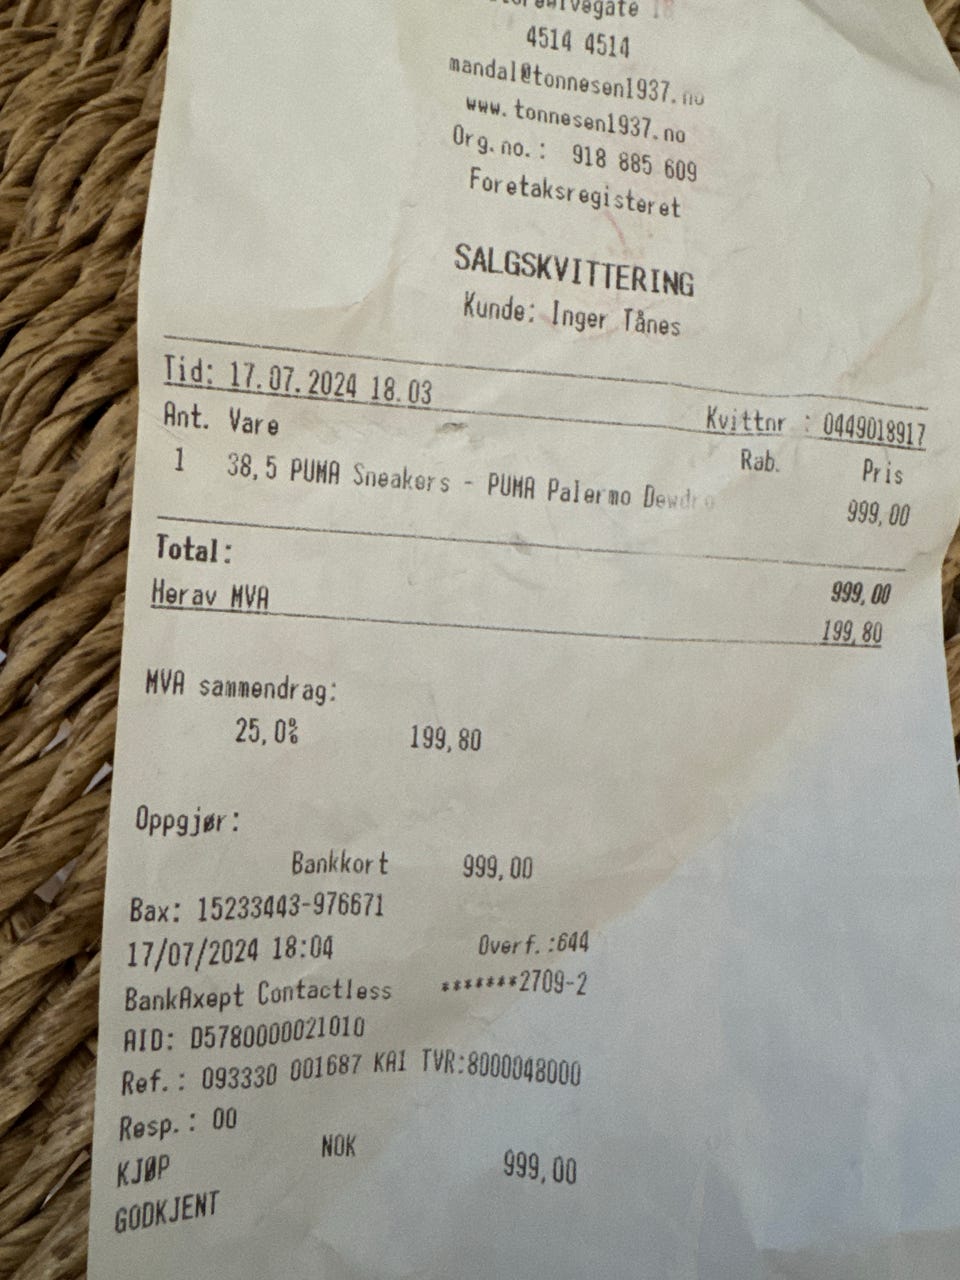 4514 4514
mandal@tonnesen1937.no
www.tonnesen1937.no
Org.no.: 918 885 609
Foretaksregisteret
SALGSKVITTERING
Kunde: Inger Tånes
Tid: 17.07.2024 18.03 Kvittnr : 0449018917
Ant. Vare Rab. Pris
1 38,5 PUMA Sneakers - PUMA Palermo Dewdro 999,00
Total: 999,00
Herav MVA 199,80
MVA sammendrag:
25,0% 199,80
Oppgjør:
Bankkort 999,00
Bax: 15233443-976671
17/07/2024 18:04 Overf.:644
BankAxept Contactless *******2709-2
AID: D5780000021010
Ref.: 093330 001687 KA1 TVR:8000048000
Resp.: 00
KJØP NOK 999,00
GODKJENT